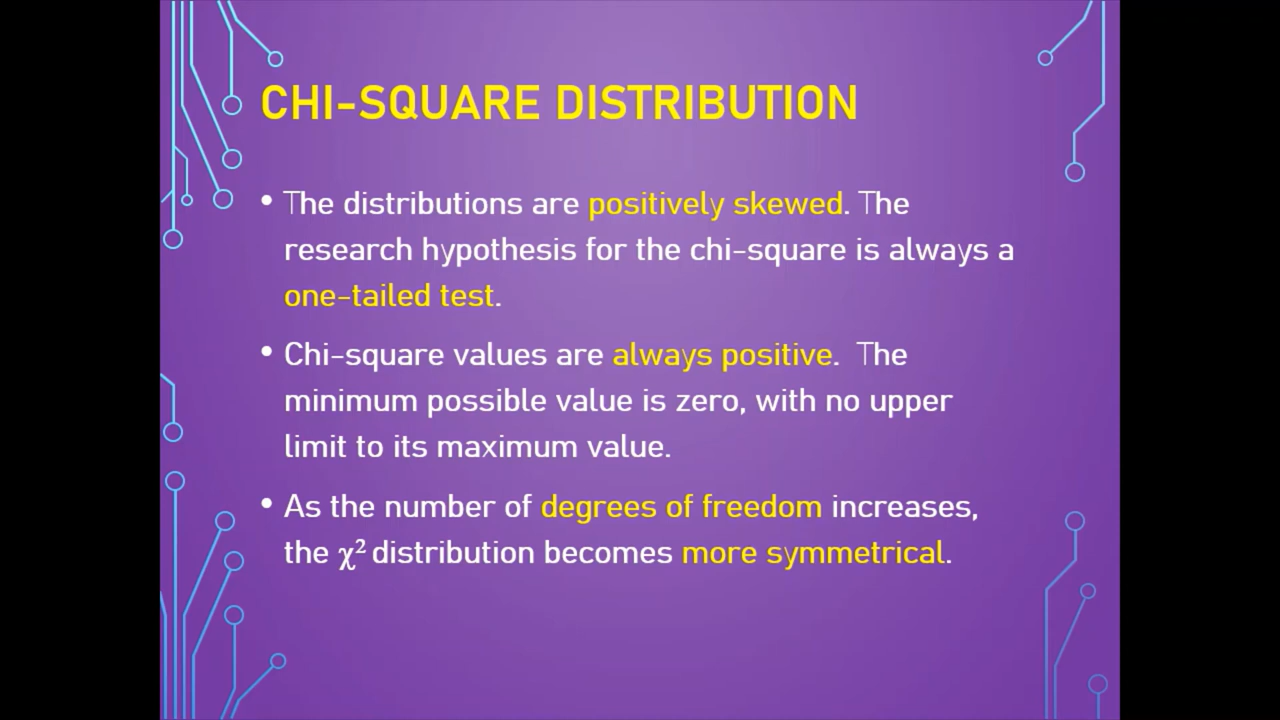 CHI-SQUARE DISTRIBUTION
• The distributions are positively skewed. The
research hypothesis for the chi-square is always a
one-tailed test.
• Chi-square values are always positive.  The
minimum possible value is zero, with no upper
limit to its maximum value.
• As the number of degrees of freedom increases,
the χ² distribution becomes more symmetrical.